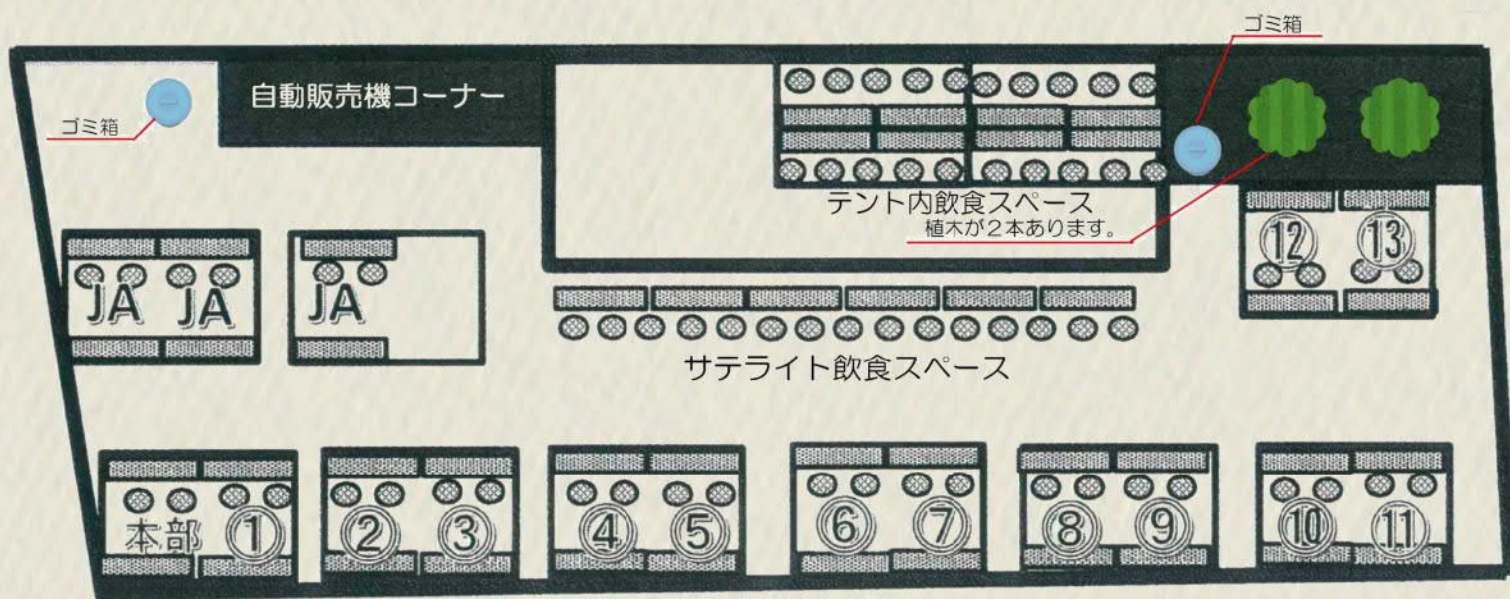 ゴミ箱
自動販売機コーナー
ゴミ箱
テント内飲食スペース
植木が2本あります。
⑫ ⑬
JA JA JA
サテライト飲食スペース
本部 ① ② ③ ④ ⑤ ⑥ ⑦ ⑧ ⑨ ⑩ ⑪